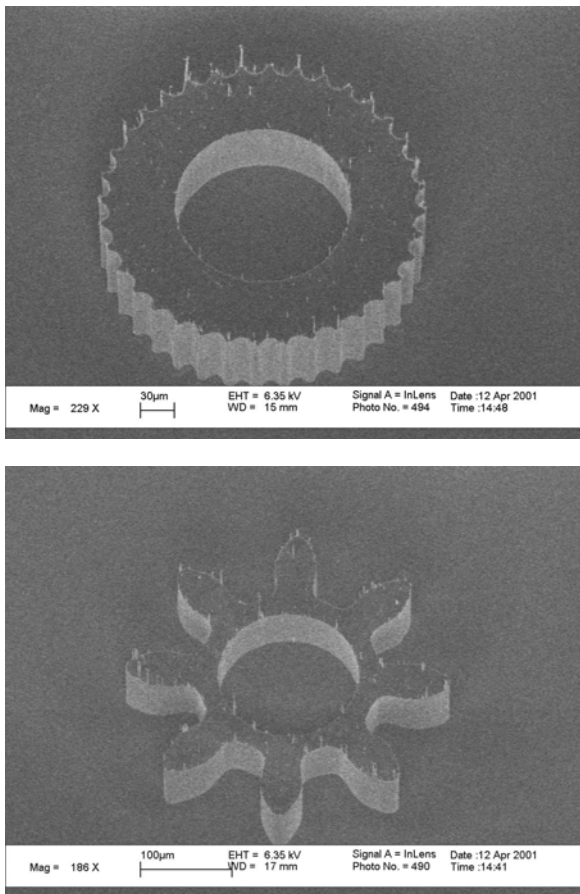 30µm EHT = 6.35 kV Signal A = InLens Date :12 Apr 2001
Mag = 229 X WD = 15 mm Photo No. = 494 Time :14:48
100µm EHT = 6.35 kV Signal A = InLens Date :12 Apr 2001
Mag = 186 X WD = 17 mm Photo No. = 490 Time :14:41